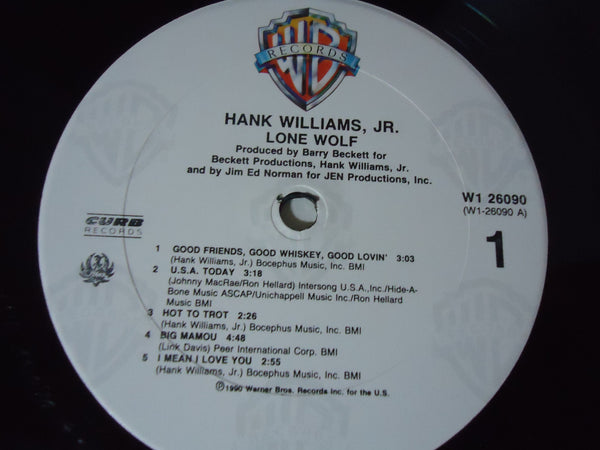 WB
RECORDS
HANK WILLIAMS, JR.
LONE WOLF
Produced by Barry Beckett for
Beckett Productions, Hank Williams, Jr.
and by Jim Ed Norman for JEN Productions, Inc.
W1 26090
(W1-26090 A)
CURB
RECORDS
1
1 GOOD FRIENDS, GOOD WHISKEY, GOOD LOVIN' 3:03
(Hank Williams, Jr.) Bocephus Music, Inc. BMI
2 U.S.A. TODAY 3:18
(Johnny MacRae/Ron Hellard) Intersong U.S.A.,Inc./Hide-A-
Bone Music ASCAP/Unichappell Music Inc./Ron Hellard
Music BMI
3 HOT TO TROT 2:26
(Hank Williams, Jr.) Bocephus Music, Inc. BMI
4 BIG MAMOU 4:48
(Link Davis) Peer International Corp. BMI
5 I MEAN I LOVE YOU 2:55
(Hank Williams, Jr.) Bocephus Music, Inc. BMI
℗1990 Warner Bros. Records Inc. for the U.S.